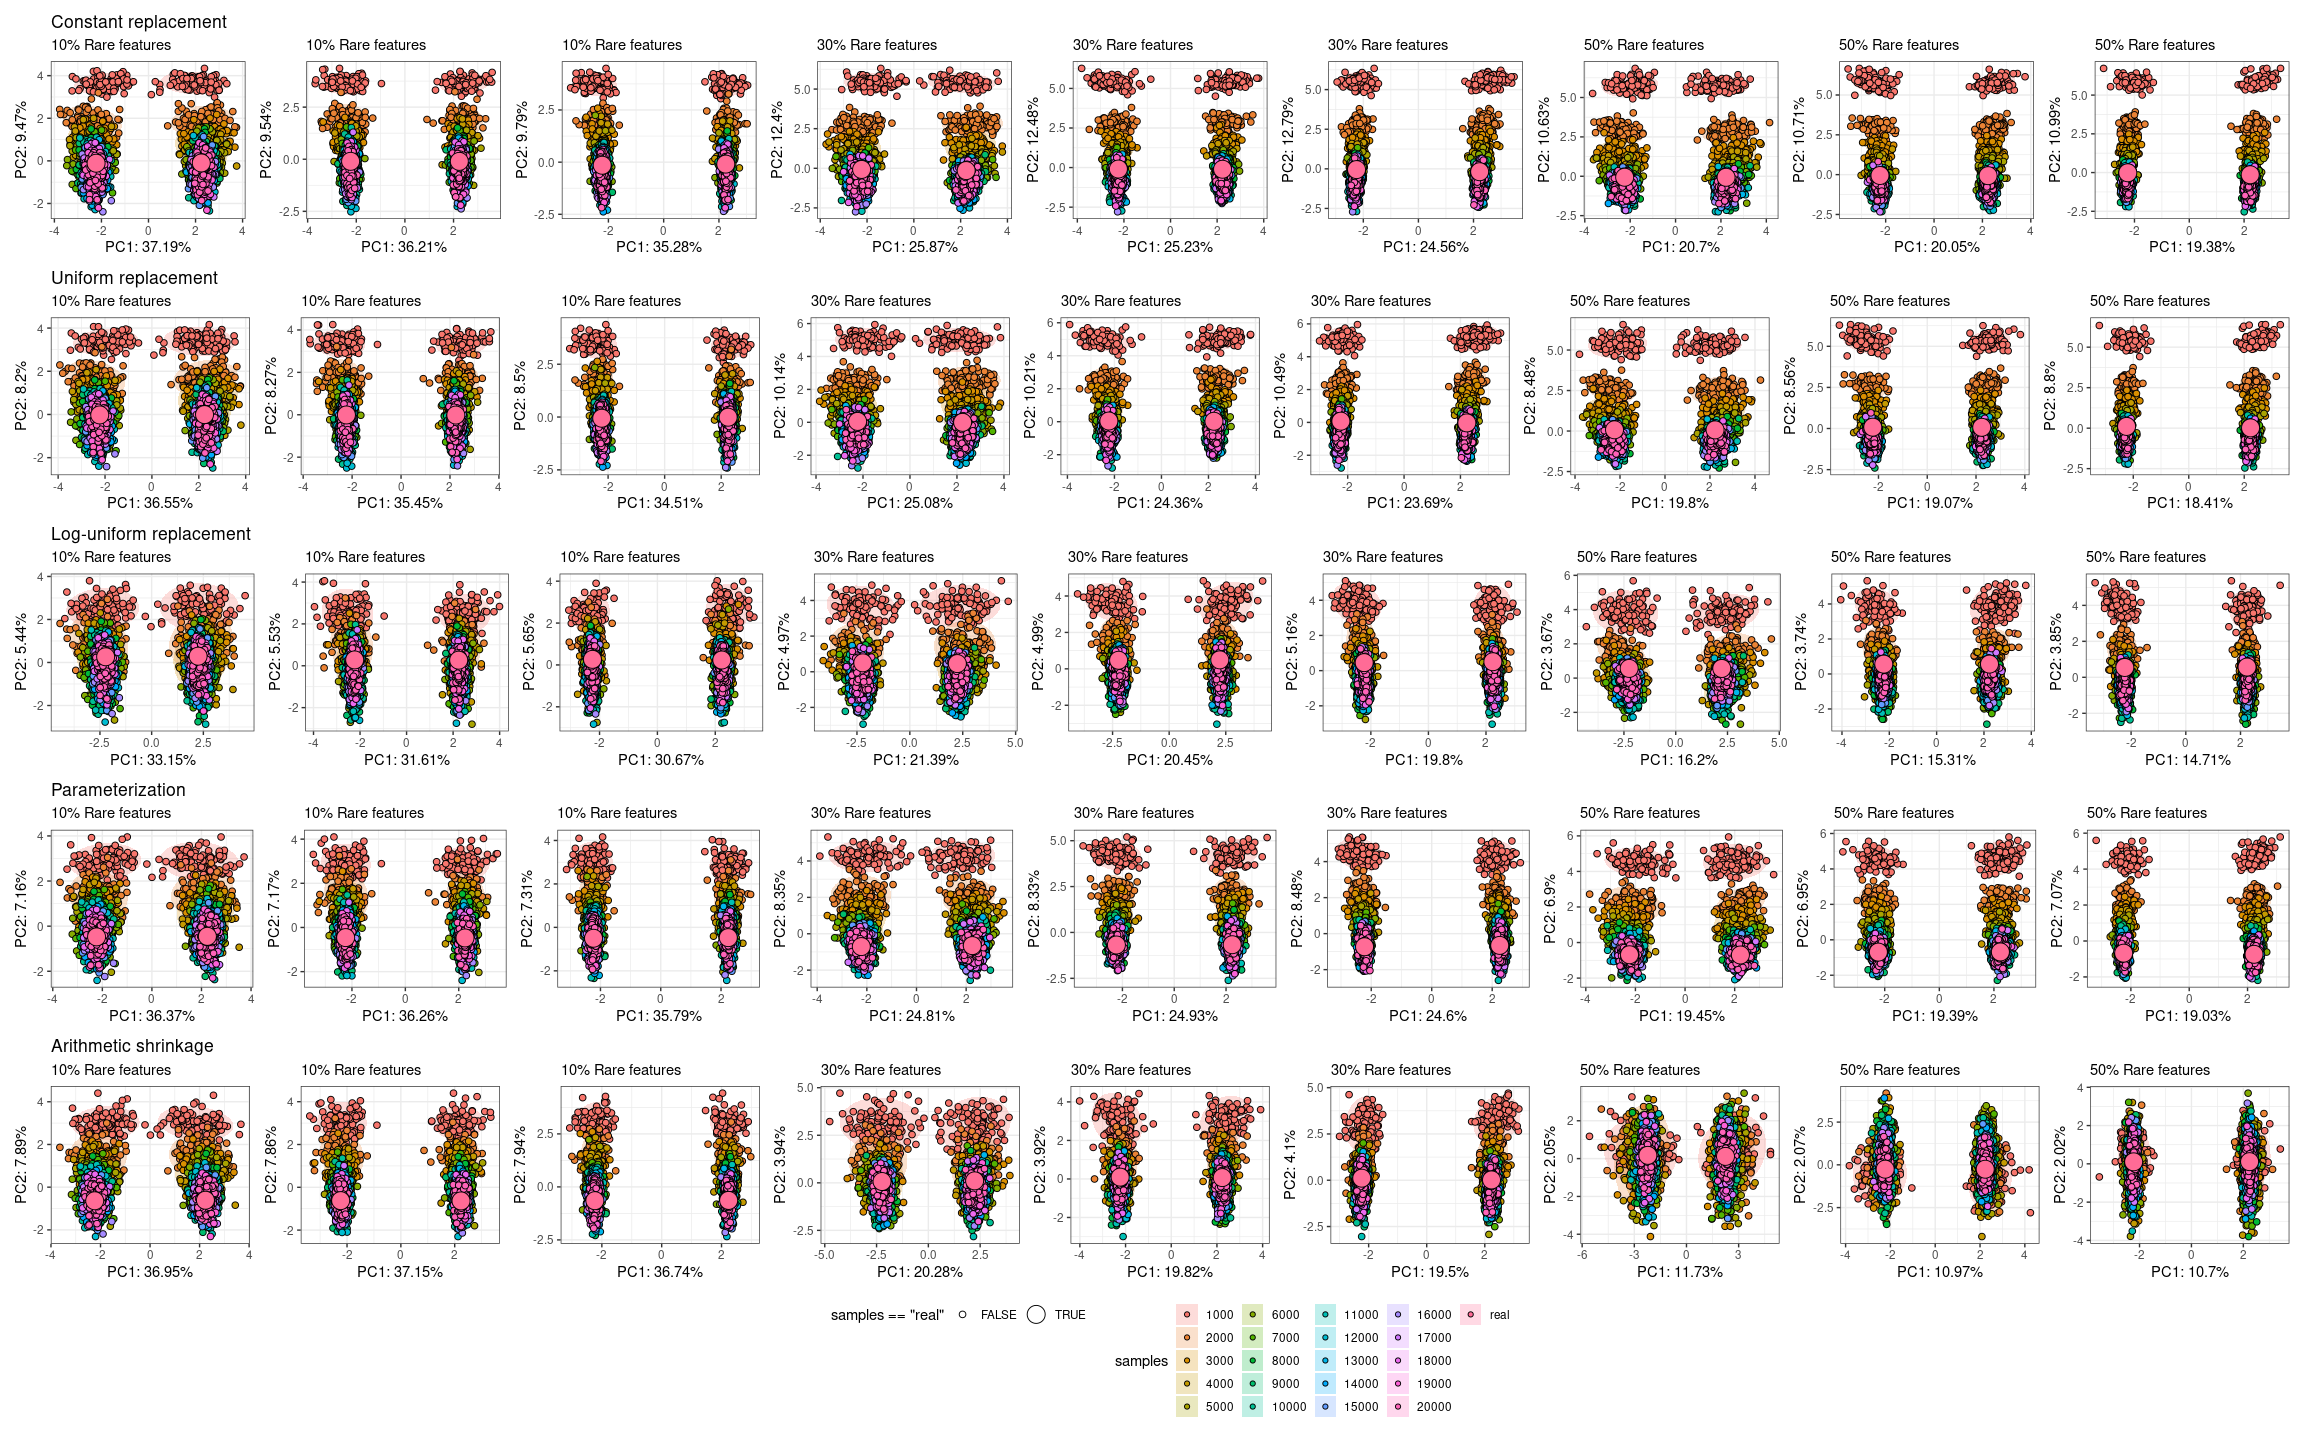 Constant replacement
10% Rare features 10% Rare features 10% Rare features 30% Rare features 30% Rare features 30% Rare features 50% Rare features 50% Rare features 50% Rare features
PC2: 9.47% PC2: 9.54% PC2: 9.79% PC2: 12.4% PC2: 12.48% PC2: 12.79% PC2: 10.63% PC2: 10.71% PC2: 10.99%
PC1: 37.19% PC1: 36.21% PC1: 35.28% PC1: 25.87% PC1: 25.23% PC1: 24.56% PC1: 20.7% PC1: 20.05% PC1: 19.38%
Uniform replacement
10% Rare features 10% Rare features 10% Rare features 30% Rare features 30% Rare features 30% Rare features 50% Rare features 50% Rare features 50% Rare features
PC2: 8.2% PC2: 8.27% PC2: 8.5% PC2: 10.14% PC2: 10.21% PC2: 10.49% PC2: 8.48% PC2: 8.56% PC2: 8.8%
PC1: 36.55% PC1: 35.45% PC1: 34.51% PC1: 25.08% PC1: 24.36% PC1: 23.69% PC1: 19.8% PC1: 19.07% PC1: 18.41%
Log-uniform replacement
10% Rare features 10% Rare features 10% Rare features 30% Rare features 30% Rare features 30% Rare features 50% Rare features 50% Rare features 50% Rare features
PC2: 5.44% PC2: 5.53% PC2: 5.65% PC2: 4.97% PC2: 4.99% PC2: 5.16% PC2: 3.67% PC2: 3.74% PC2: 3.85%
PC1: 33.15% PC1: 31.61% PC1: 30.67% PC1: 21.39% PC1: 20.45% PC1: 19.8% PC1: 16.2% PC1: 15.31% PC1: 14.71%
Parameterization
10% Rare features 10% Rare features 10% Rare features 30% Rare features 30% Rare features 30% Rare features 50% Rare features 50% Rare features 50% Rare features
PC2: 7.16% PC2: 7.17% PC2: 7.31% PC2: 8.35% PC2: 8.33% PC2: 8.48% PC2: 6.9% PC2: 6.95% PC2: 7.07%
PC1: 36.37% PC1: 36.26% PC1: 35.79% PC1: 24.81% PC1: 24.93% PC1: 24.6% PC1: 19.45% PC1: 19.39% PC1: 19.03%
Arithmetic shrinkage
10% Rare features 10% Rare features 10% Rare features 30% Rare features 30% Rare features 30% Rare features 50% Rare features 50% Rare features 50% Rare features
PC2: 7.89% PC2: 7.86% PC2: 7.94% PC2: 3.94% PC2: 3.92% PC2: 4.1% PC2: 2.05% PC2: 2.07% PC2: 2.02%
PC1: 36.95% PC1: 37.15% PC1: 36.74% PC1: 20.28% PC1: 19.82% PC1: 19.5% PC1: 11.73% PC1: 10.97% PC1: 10.7%
samples == "real" FALSE TRUE
samples
1000 6000 11000 16000 real
2000 7000 12000 17000
3000 8000 13000 18000
4000 9000 14000 19000
5000 10000 15000 20000